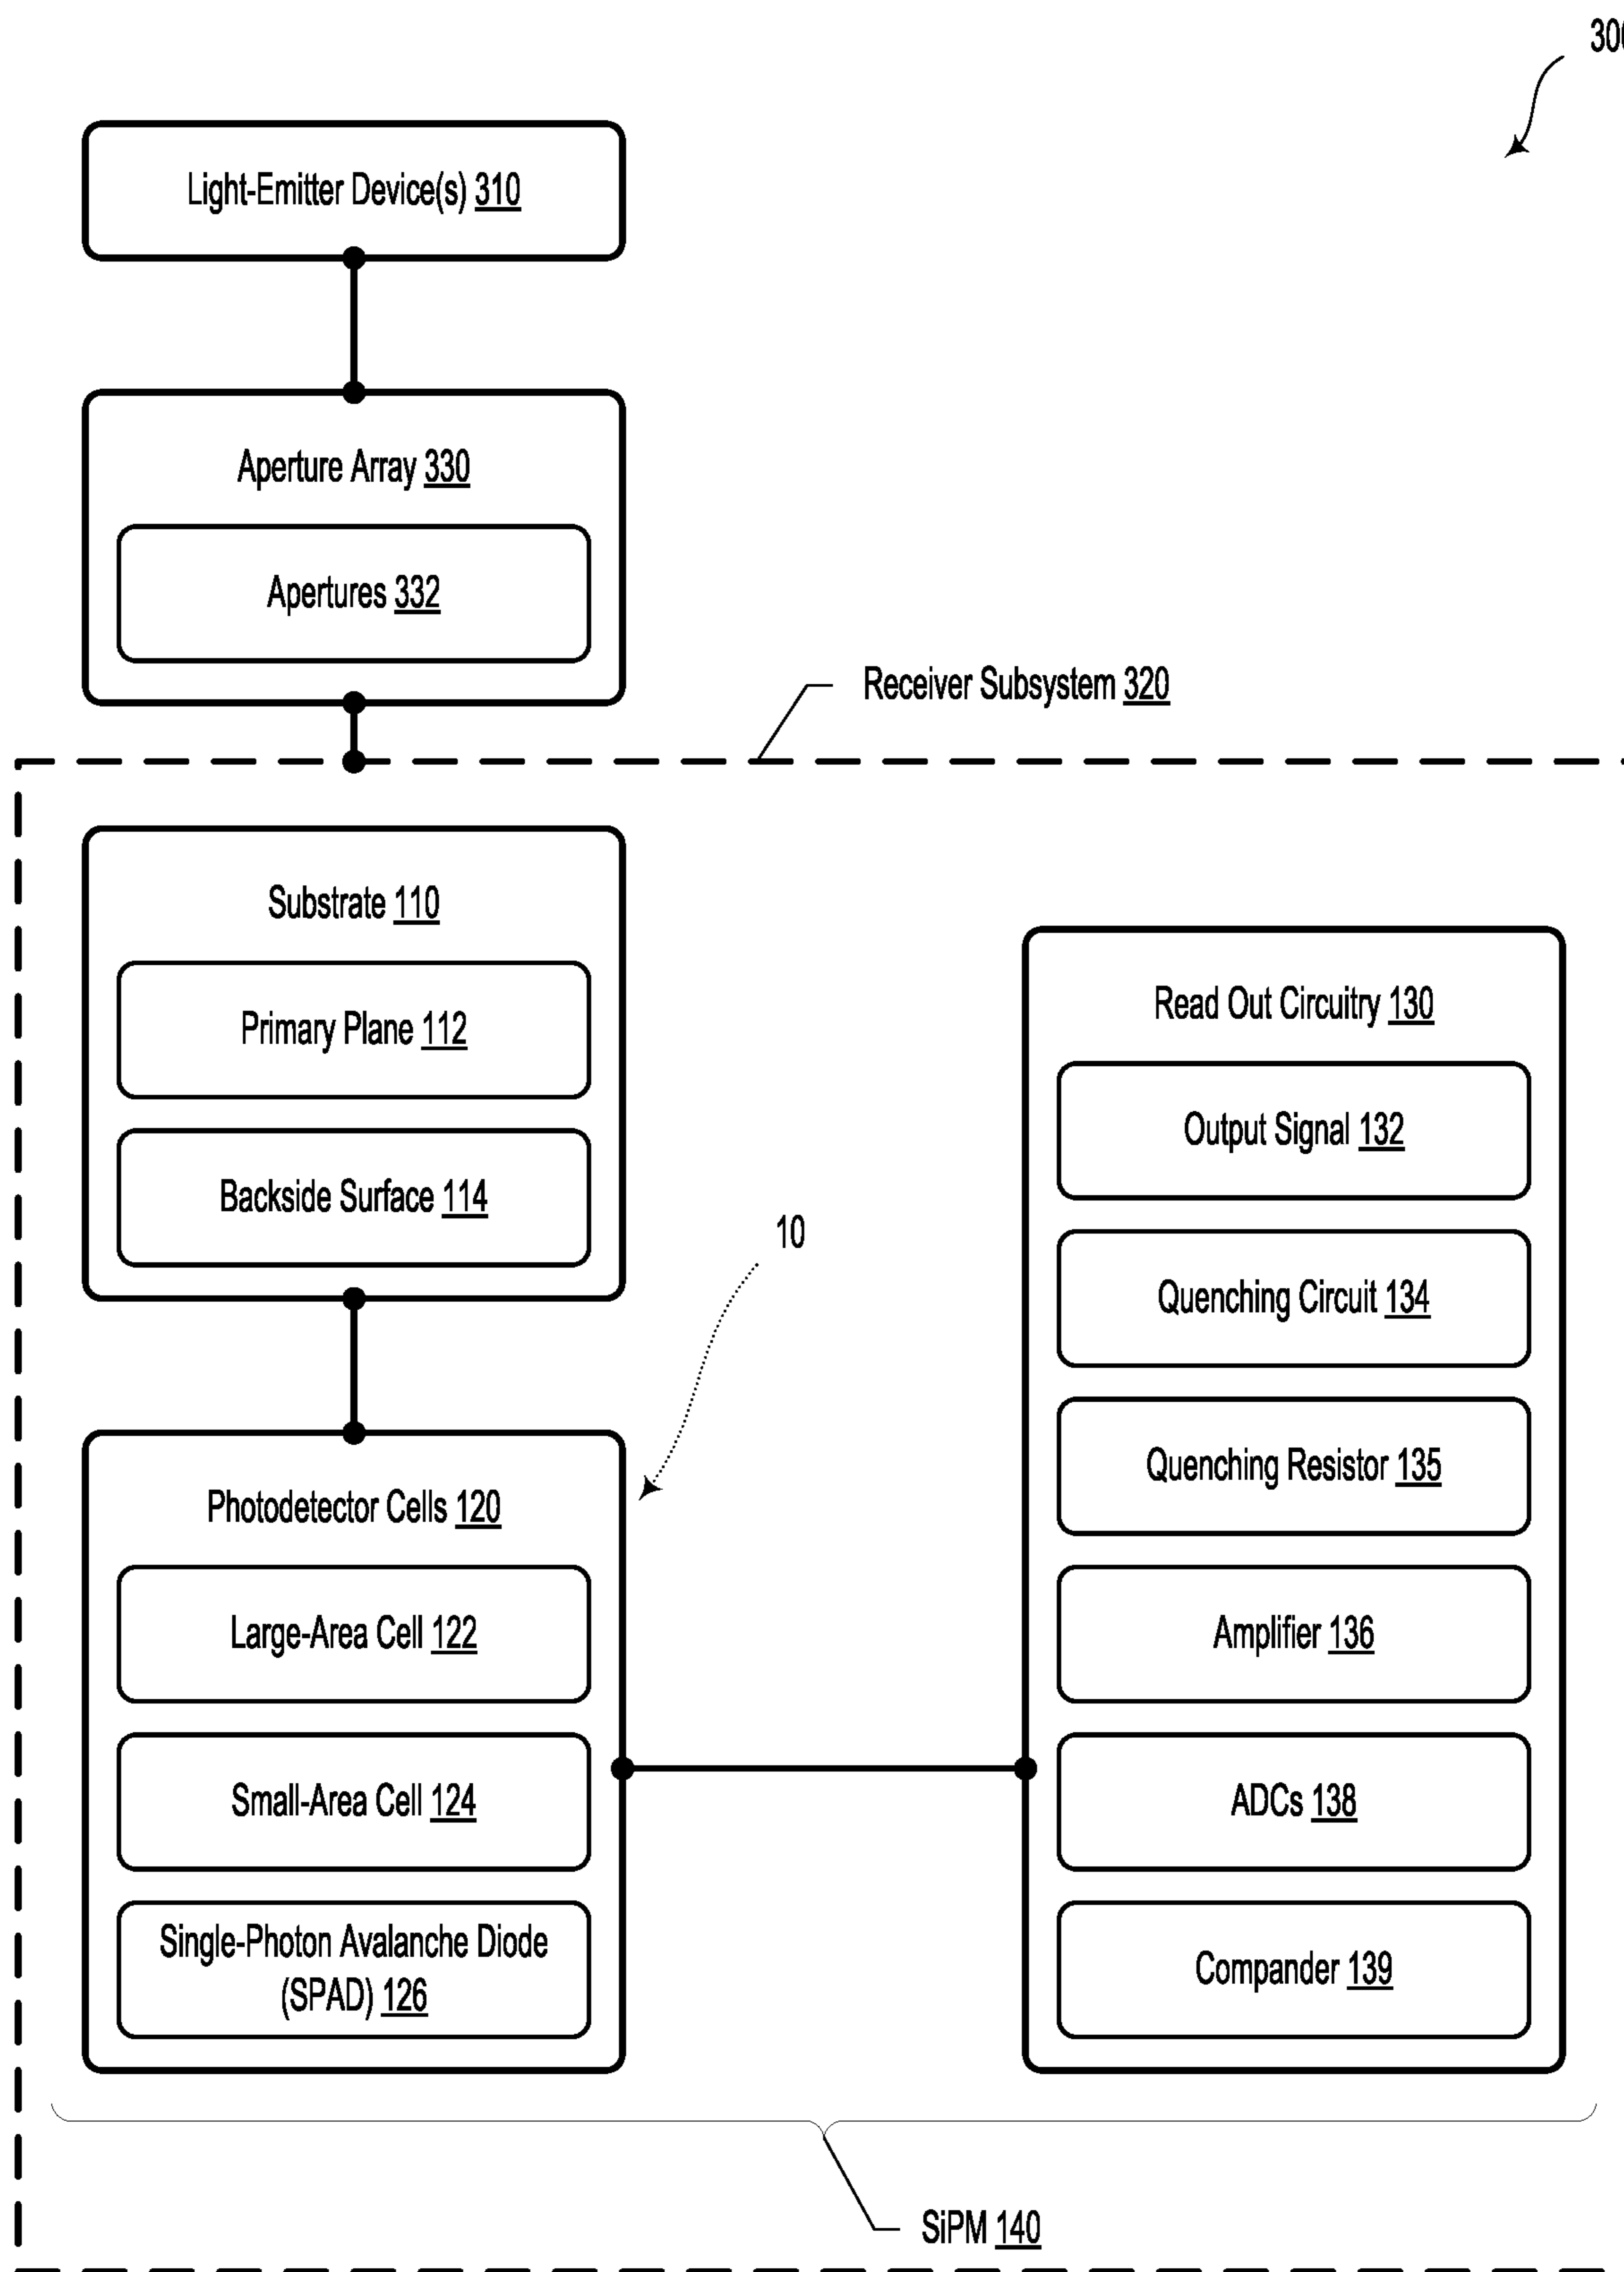 300
Light-Emitter Device(s) 310
Aperture Array 330
Apertures 332
Receiver Subsystem 320
Substrate 110
Primary Plane 112
Backside Surface 114
10
Photodetector Cells 120
Large-Area Cell 122
Small-Area Cell 124
Single-Photon Avalanche Diode
(SPAD) 126
Read Out Circuitry 130
Output Signal 132
Quenching Circuit 134
Quenching Resistor 135
Amplifier 136
ADCs 138
Compander 139
SiPM 140